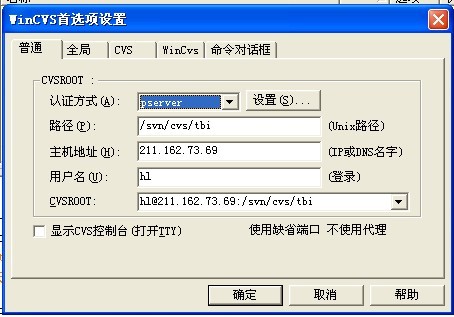 WinCVS首选项设置
普通 全局 CVS WinCvs 命令对话框
CVSROOT :
认证方式(A): pserver 设置(S)...
路径(P): /svn/cvs/tbi (Unix路径)
主机地址(H): 211.162.73.69 (IP或DNS名字)
用户名(U): hl (登录)
CVSROOT: hl@211.162.73.69:/svn/cvs/tbi
显示CVS控制台(打开TTY) 使用缺省端口 不使用代理
确定 取消 帮助